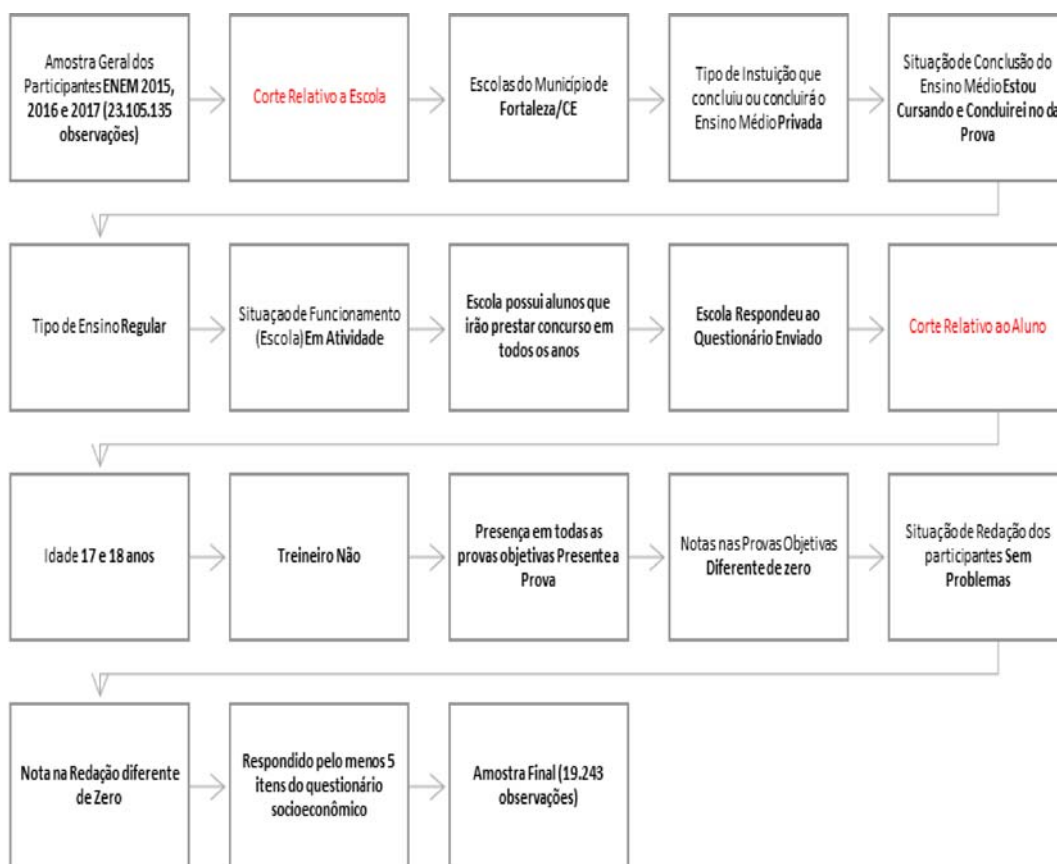 Amostra Geral dos
Participantes ENEM 2015,
2016 e 2017 (23.105.135
observações)
Corte Relativo a Escola
Escolas do Município de
Fortaleza/CE
Tipo de Instuição que
concluiu ou concluirá o
Ensino Médio Privada
Situação de Conclusão do
Ensino Médio Estou
Cursando e Concluirei no da
Prova
Tipo de Ensino Regular
Situaçao de Funcionamento
(Escola) Em Atividade
Escola possui alunos que
irão prestar concurso em
todos os anos
Escola Respondeu ao
Questionário Enviado
Corte Relativo ao Aluno
Idade 17 e 18 anos
Treineiro Não
Presença em todas as
provas objetivas Presente a
Prova
Notas nas Provas Objetivas
Diferente de zero
Situação de Redação dos
participantes Sem
Problemas
Nota na Redação diferente
de Zero
Respondido pelo menos 5
itens do questionário
socioeconômico
Amostra Final (19.243
observações)